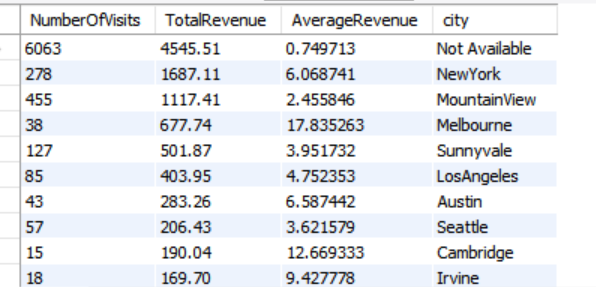 NumberOfVisits TotalRevenue AverageRevenue city
6063 4545.51 0.749713 Not Available
278 1687.11 6.068741 NewYork
455 1117.41 2.455846 MountainView
38 677.74 17.835263 Melbourne
127 501.87 3.951732 Sunnyvale
85 403.95 4.752353 LosAngeles
43 283.26 6.587442 Austin
57 206.43 3.621579 Seattle
15 190.04 12.669333 Cambridge
18 169.70 9.427778 Irvine